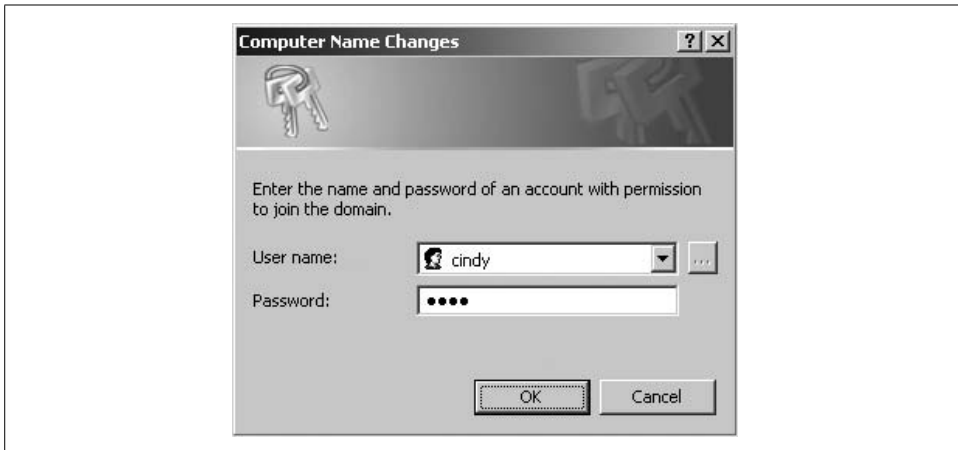 Computer Name Changes
Enter the name and password of an account with permission
to join the domain.
User name:
cindy
...
Password:
••••
OK
Cancel